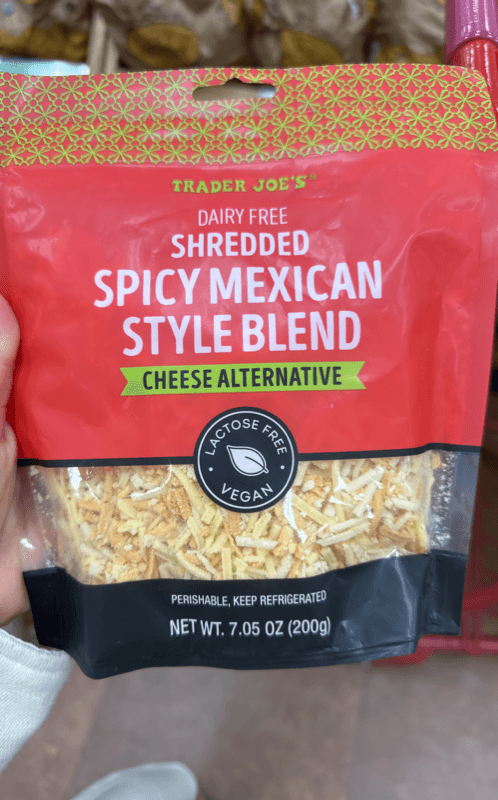 TRADER JOE'S®
DAIRY FREE
SHREDDED
SPICY MEXICAN
STYLE BLEND
CHEESE ALTERNATIVE
LACTOSE FREE
VEGAN
PERISHABLE, KEEP REFRIGERATED
NET WT. 7.05 OZ (200g)